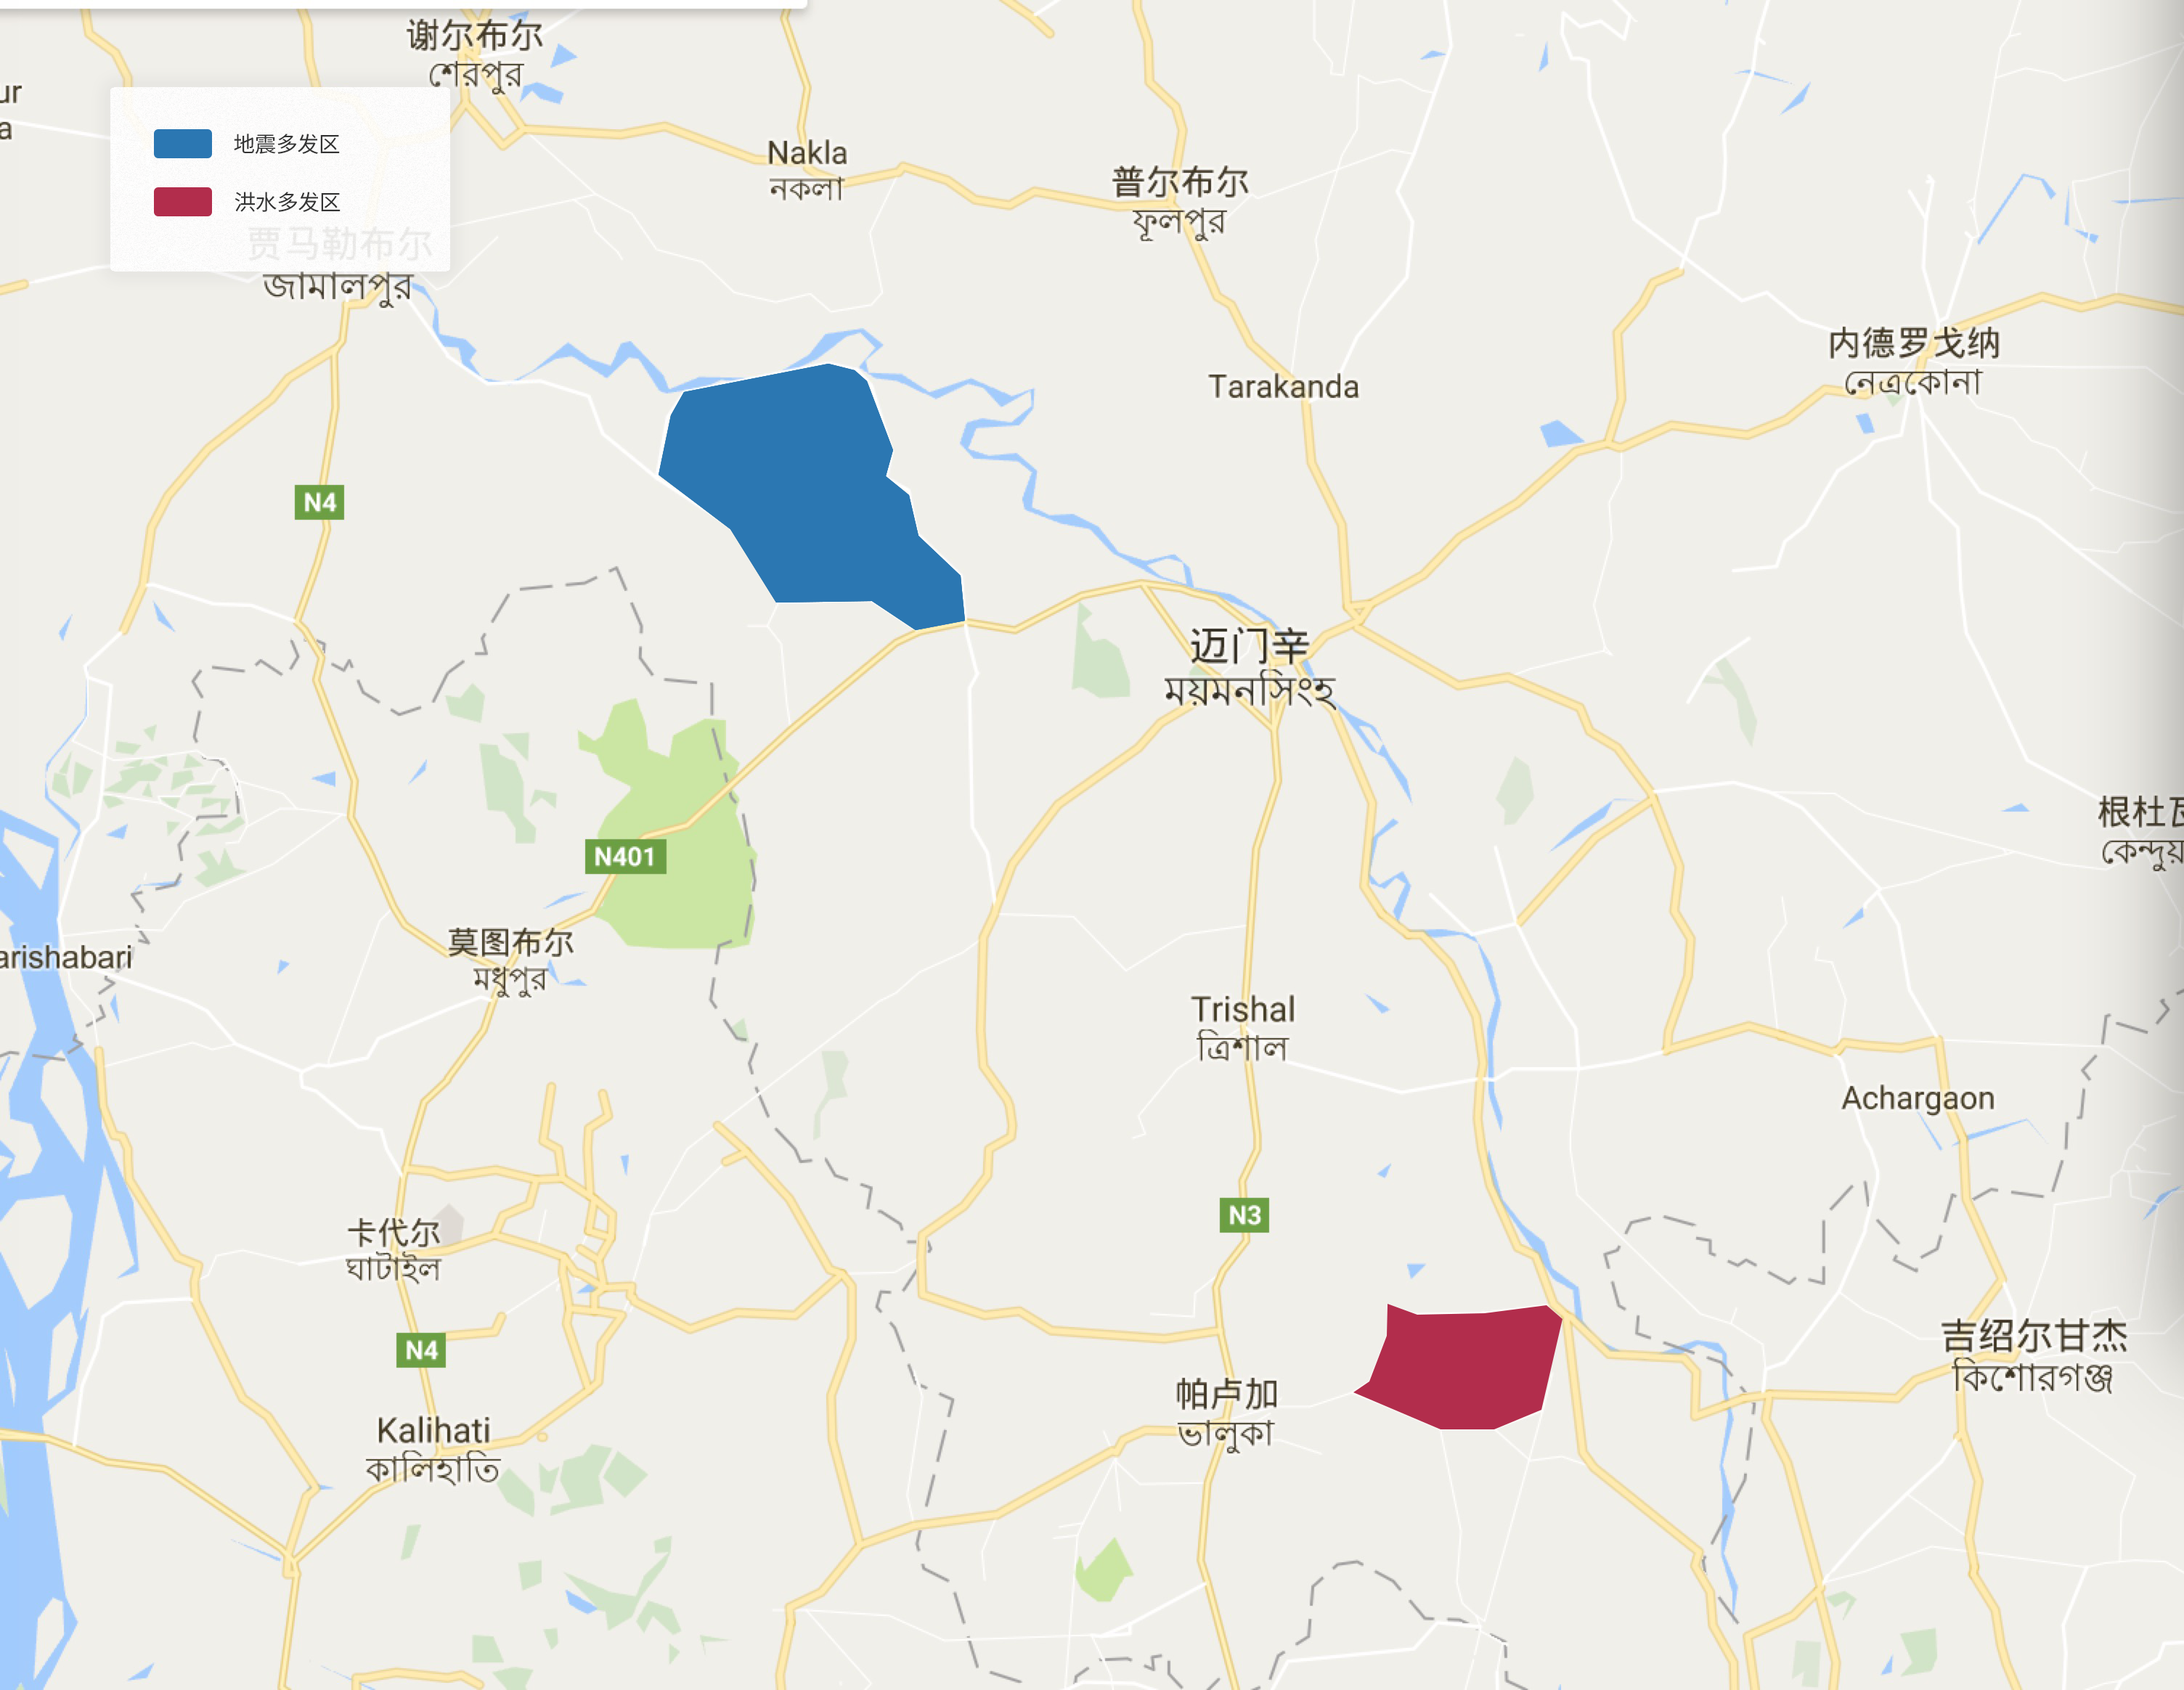 谢尔布尔
শেরপুর
ur
a
地震多发区
洪水多发区
Nakla
নকলা
普尔布尔
ফুলপুর
贾马勒布尔
জামালপুর
内德罗戈纳
নেত্রকোনা
Tarakanda
N4
迈门辛
ময়মনসিংহ
根杜瓦
কেন্দুয়
N401
莫图布尔
মধুপুর
arishabari
Trishal
ত্রিশাল
Achargaon
N3
卡代尔
ঘাটাইল
N4
吉绍尔甘杰
কিশোরগঞ্জ
帕卢加
ভালুকা
Kalihati
কালিহাতি